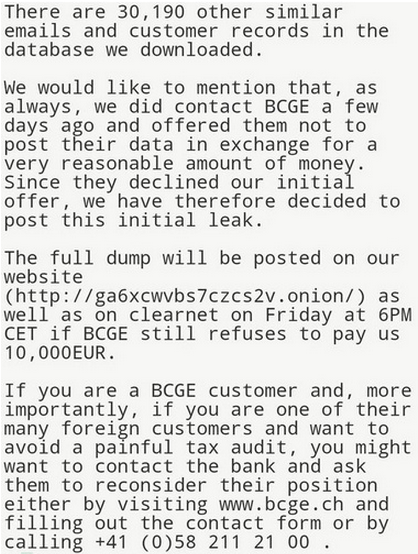 There are 30,190 other similar
emails and customer records in the
database we downloaded.
We would like to mention that, as
always, we did contact BCGE a few
days ago and offered them not to
post their data in exchange for a
very reasonable amount of money.
Since they declined our initial
offer, we have therefore decided to
post this initial leak.
The full dump will be posted on our
website
(http://ga6xcwvbs7czcs2v.onion/) as
well as on clearnet on Friday at 6PM
CET if BCGE still refuses to pay us
10,000EUR.
If you are a BCGE customer and, more
importantly, if you are one of their
many foreign customers and want to
avoid a painful tax audit, you might
want to contact the bank and ask
them to reconsider their position
either by visiting www.bcge.ch and
filling out the contact form or by
calling +41 (0)58 211 21 00 .